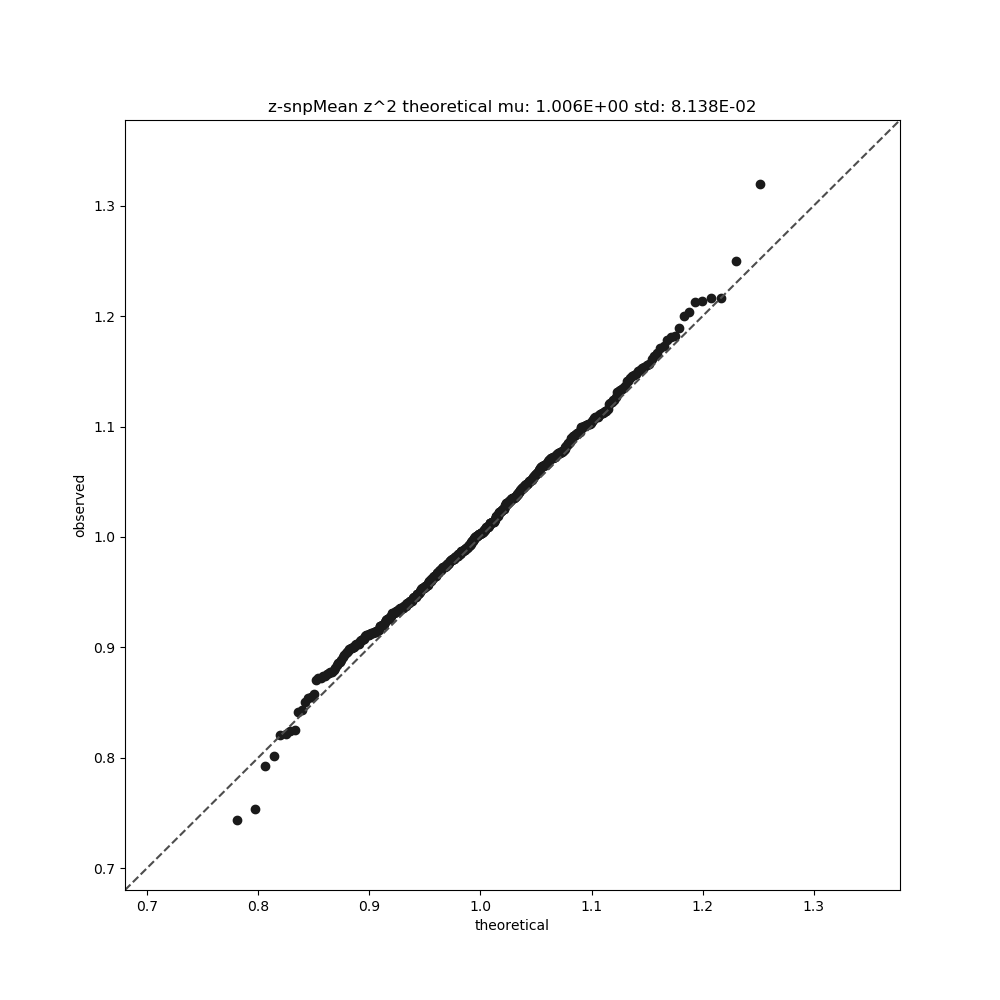 z-snpMean z^2 theoretical mu: 1.006E+00 std: 8.138E-02
1.3
1.2
1.1
1.0
0.9
0.8
0.7
observed
0.7 0.8 0.9 1.0 1.1 1.2 1.3
theoretical